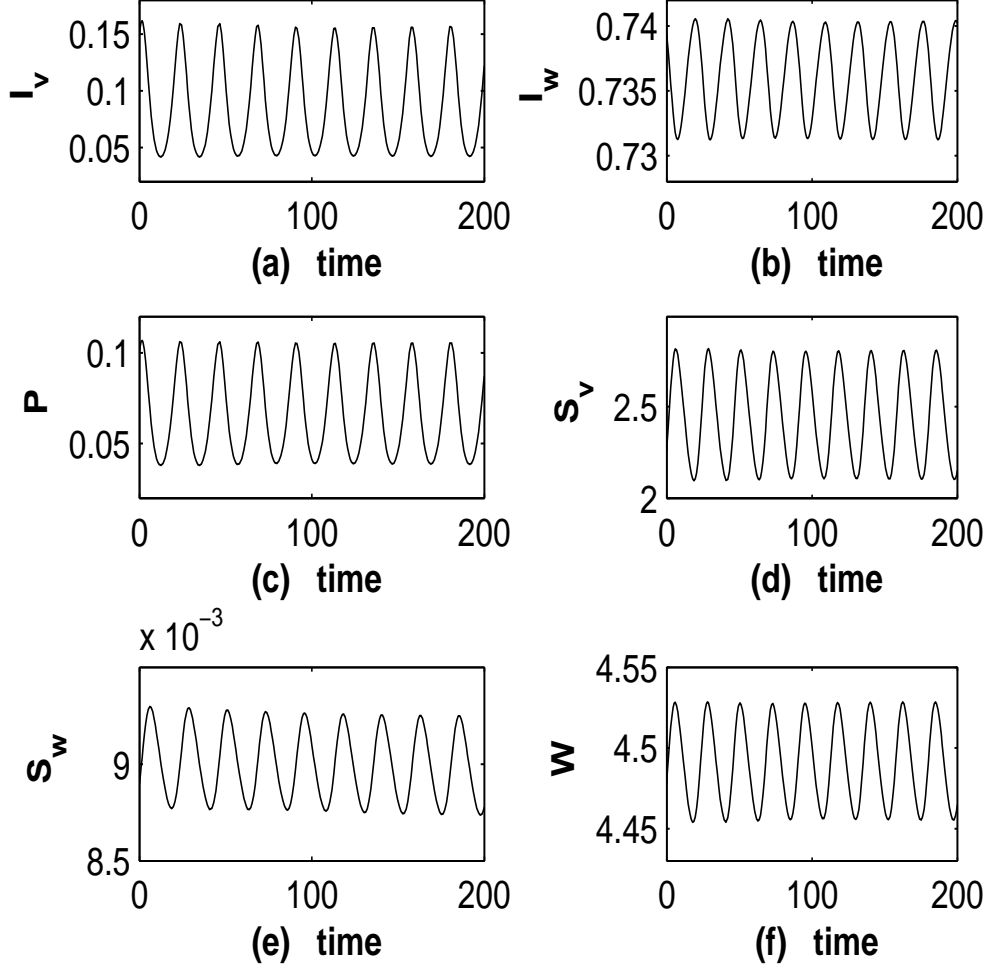 0.15
0.1
0.05
I_v
0 100 200
(a) time
0.74
0.735
0.73
I_w
0 100 200
(b) time
0.1
0.05
P
0 100 200
(c) time
2.5
2
S_v
0 100 200
(d) time
x 10^−3
9
8.5
S_w
0 100 200
(e) time
4.55
4.5
4.45
W
0 100 200
(f) time